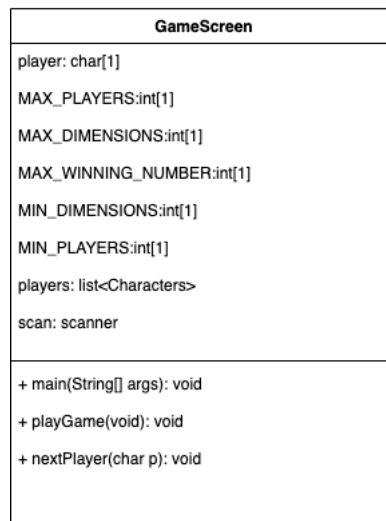 GameScreen
player: char[1]
MAX_PLAYERS:int[1]
MAX_DIMENSIONS:int[1]
MAX_WINNING_NUMBER:int[1]
MIN_DIMENSIONS:int[1]
MIN_PLAYERS:int[1]
players: list<Characters>
scan: scanner
+ main(String[] args): void
+ playGame(void): void
+ nextPlayer(char p): void